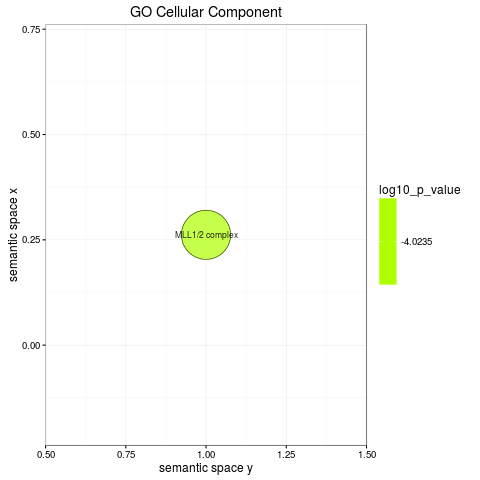 GO Cellular Component
0.75
0.50
0.25
0.00
semantic space x
MLL1/2 complex
0.50 0.75 1.00 1.25 1.50
semantic space y
log10_p_value
-4.0235